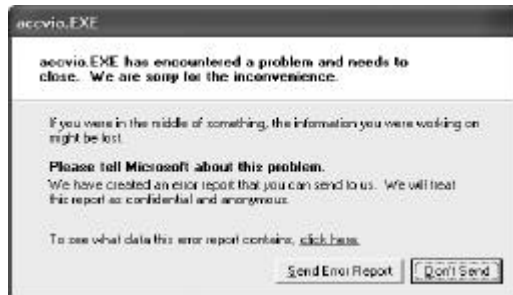 accvio.EXE
accvio.EXE has encountered a problem and needs to
close. We are sorry for the inconvenience.
If you were in the middle of something, the information you were working on
might be lost.
Please tell Microsoft about this problem.
We have created an error report that you can send to us. We will treat
this report as confidential and anonymous.
To see what data this error report contains, click here.
Send Error Report Don't Send